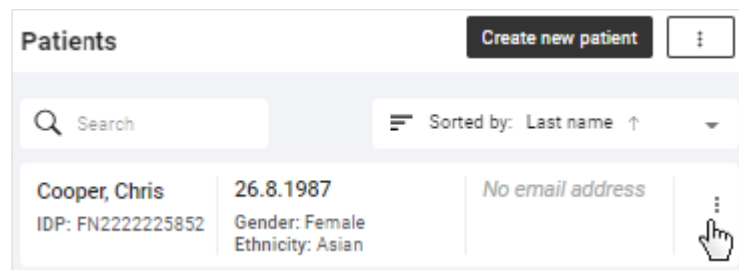 Patients
Create new patient
Search
Sorted by: Last name ↑
Cooper, Chris
IDP: FN2222225852
26.8.1987
Gender: Female
Ethnicity: Asian
No email address